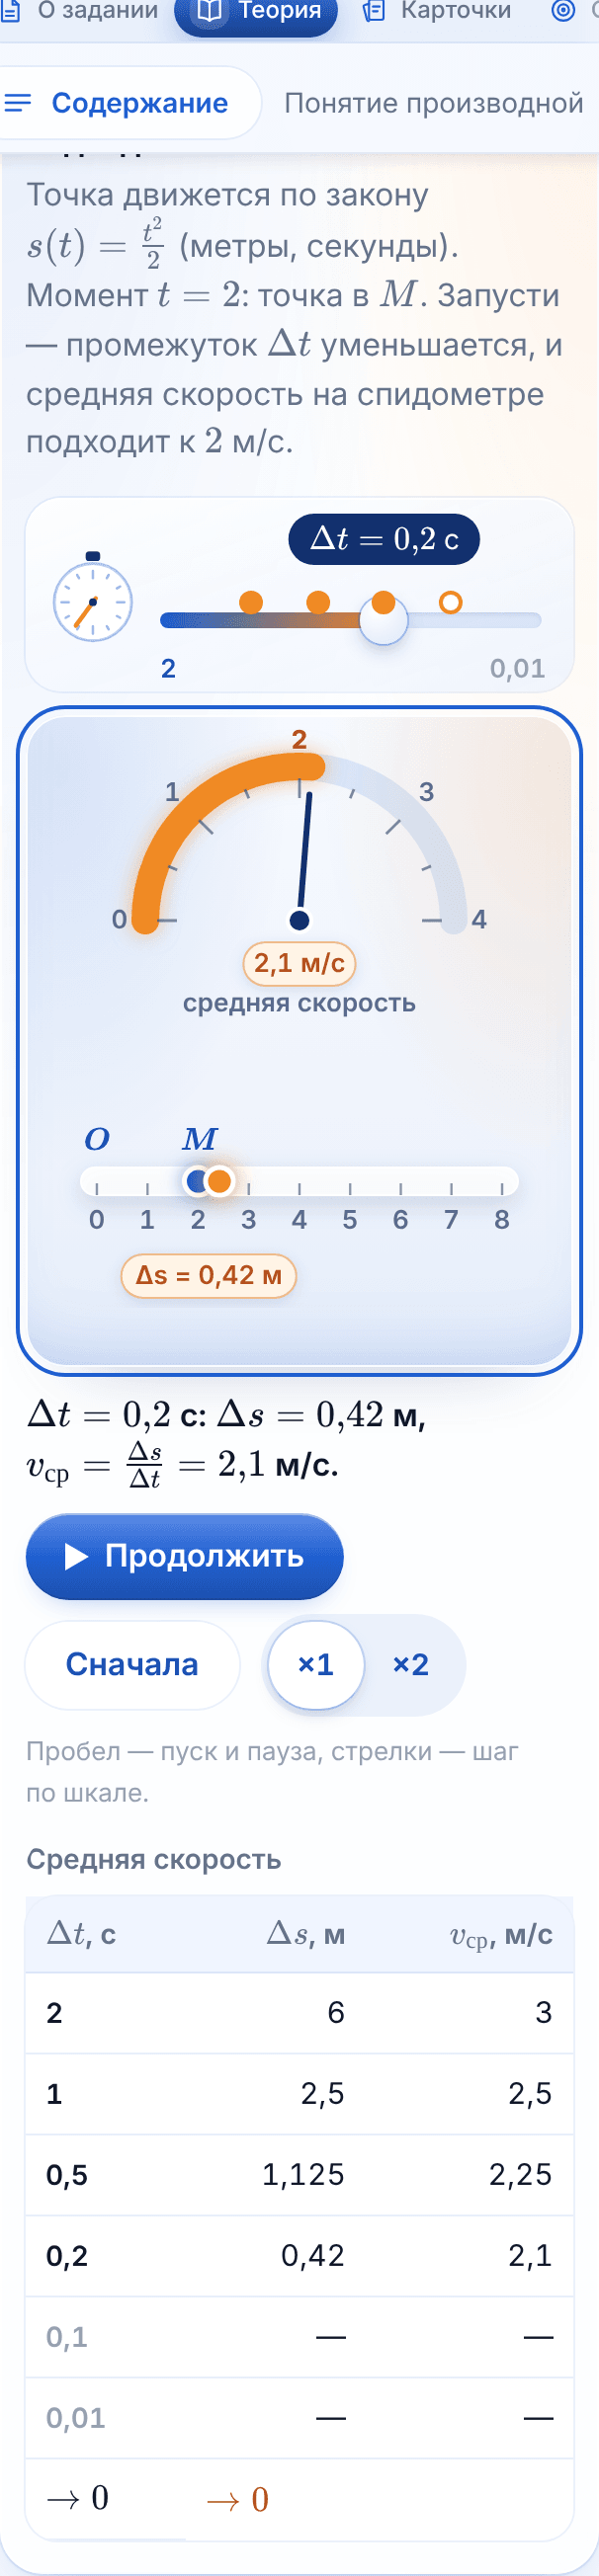 О задании Теория Карточки
Содержание Понятие производной
Точка движется по закону
s(t) = t²/2 (метры, секунды).
Момент t = 2: точка в M. Запусти
— промежуток Δt уменьшается, и
средняя скорость на спидометре
подходит к 2 м/с.
Δt = 0,2 с
2 0,01
2
1 3
0 4
2,1 м/с
средняя скорость
O M
0 1 2 3 4 5 6 7 8
Δs = 0,42 м
Δt = 0,2 с: Δs = 0,42 м,
vср = Δs/Δt = 2,1 м/с.
Продолжить
Сначала ×1 ×2
Пробел — пуск и пауза, стрелки — шаг
по шкале.
Средняя скорость
Δt, с Δs, м vср, м/с
2 6 3
1 2,5 2,5
0,5 1,125 2,25
0,2 0,42 2,1
0,1 — —
0,01 — —
→ 0 → 0